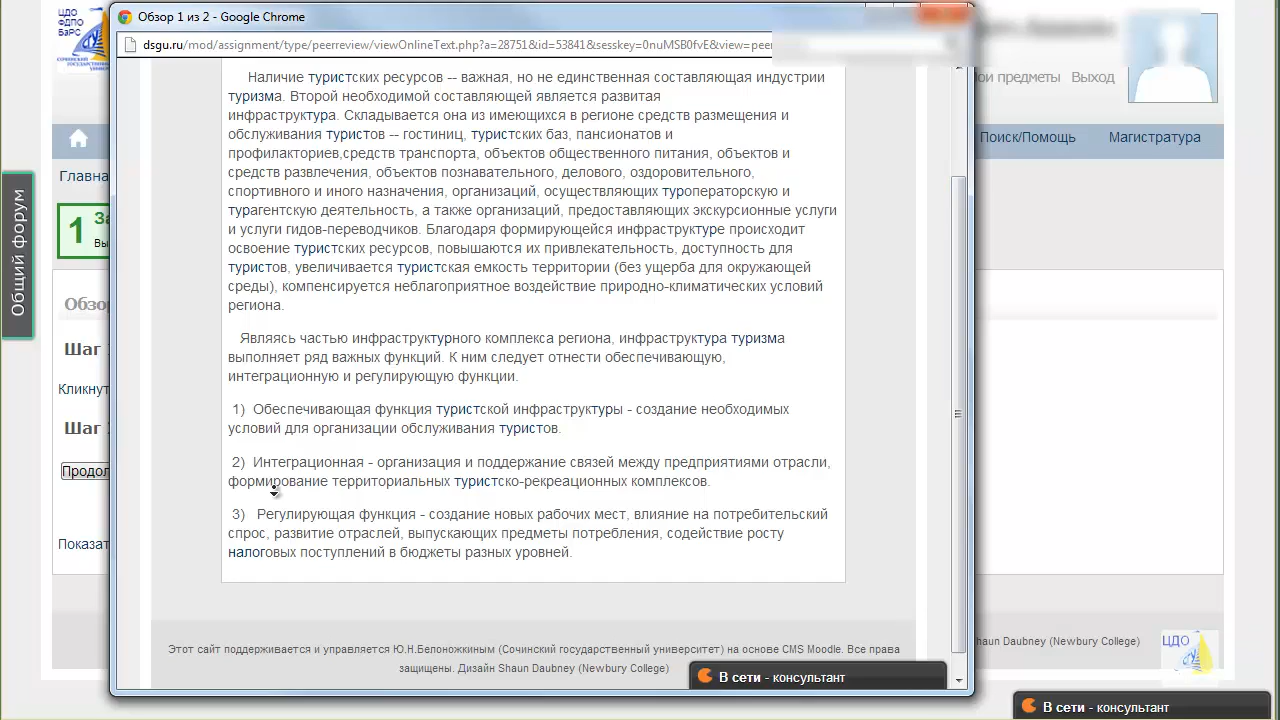 ЦДО
ФДПО
БаРС
Обзор 1 из 2 - Google Chrome
dsgu.ru/mod/assignment/type/peerreview/viewOnlineText.php?a=28751&id=53841&sesskey=0nuMSB0fvE&view=peer
Мои предметы Выход
Поиск/Помощь Магистратура
Главна
Общий форум
1
За
Вы
Обзо
Шаг
Кликнут
Шаг
Продол
Показат
Наличие туристских ресурсов -- важная, но не единственная составляющая индустрии
туризма. Второй необходимой составляющей является развитая
инфраструктура. Складывается она из имеющихся в регионе средств размещения и
обслуживания туристов -- гостиниц, туристских баз, пансионатов и
профилакториев,средств транспорта, объектов общественного питания, объектов и
средств развлечения, объектов познавательного, делового, оздоровительного,
спортивного и иного назначения, организаций, осуществляющих туроператорскую и
турагентскую деятельность, а также организаций, предоставляющих экскурсионные услуги
и услуги гидов-переводчиков. Благодаря формирующейся инфраструктуре происходит
освоение туристских ресурсов, повышаются их привлекательность, доступность для
туристов, увеличивается туристская емкость территории (без ущерба для окружающей
среды), компенсируется неблагоприятное воздействие природно-климатических условий
региона.
Являясь частью инфраструктурного комплекса региона, инфраструктура туризма
выполняет ряд важных функций. К ним следует отнести обеспечивающую,
интеграционную и регулирующую функции.
1) Обеспечивающая функция туристской инфраструктуры - создание необходимых
условий для организации обслуживания туристов.
2) Интеграционная - организация и поддержание связей между предприятиями отрасли,
формирование территориальных туристско-рекреационных комплексов.
3) Регулирующая функция - создание новых рабочих мест, влияние на потребительский
спрос, развитие отраслей, выпускающих предметы потребления, содействие росту
налоговых поступлений в бюджеты разных уровней.
Этот сайт поддерживается и управляется Ю.Н.Белоножкиным (Сочинский государственный университет) на основе CMS Moodle. Все права
защищены. Дизайн Shaun Daubney (Newbury College)
haun Daubney (Newbury College)
ЦДО
В сети - консультант
В сети - консультант